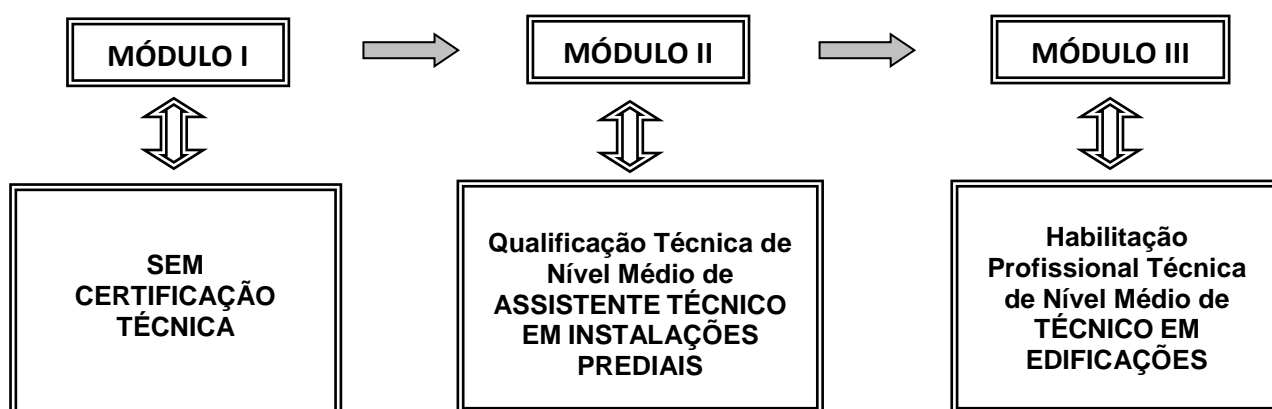 MÓDULO I
MÓDULO II
MÓDULO III
SEM
CERTIFICAÇÃO
TÉCNICA
Qualificação Técnica de
Nível Médio de
ASSISTENTE TÉCNICO
EM INSTALAÇÕES
PREDIAIS
Habilitação
Profissional Técnica
de Nível Médio de
TÉCNICO EM
EDIFICAÇÕES